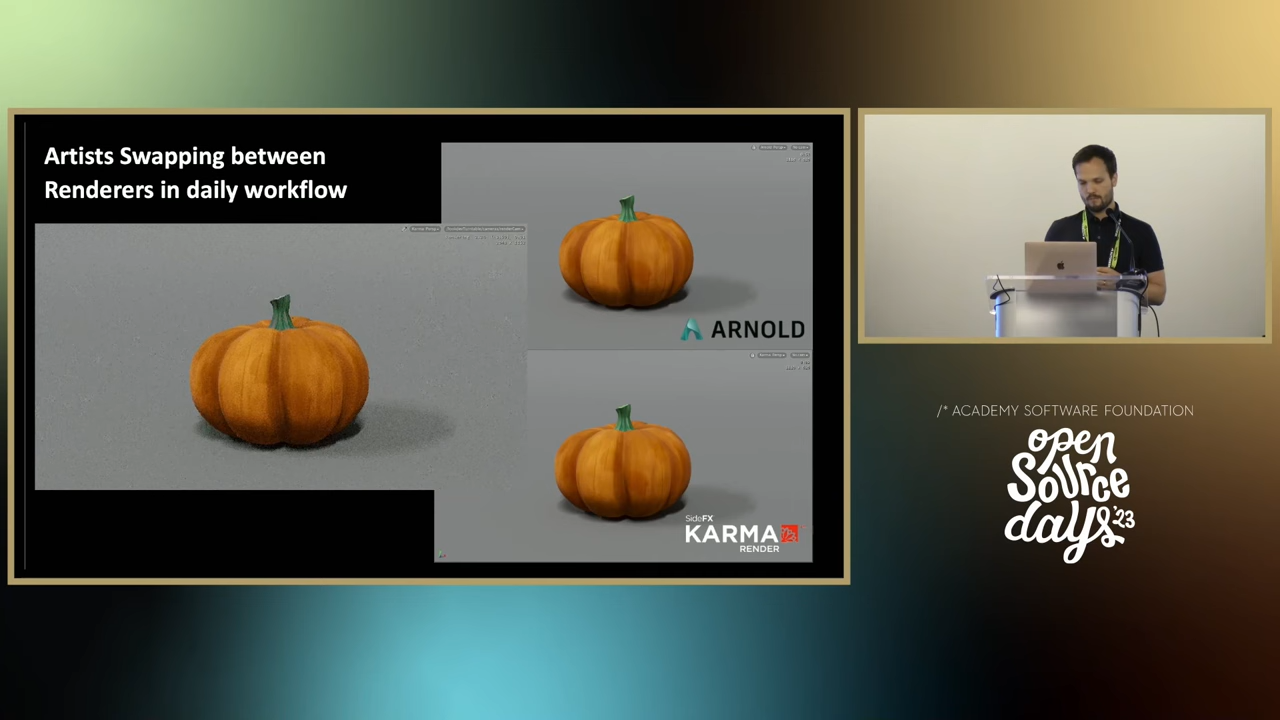 Artists Swapping between
Renderers in daily workflow
ARNOLD
SideFX
KARMA
RENDER
/* ACADEMY SOFTWARE FOUNDATION
open
Source
days '23